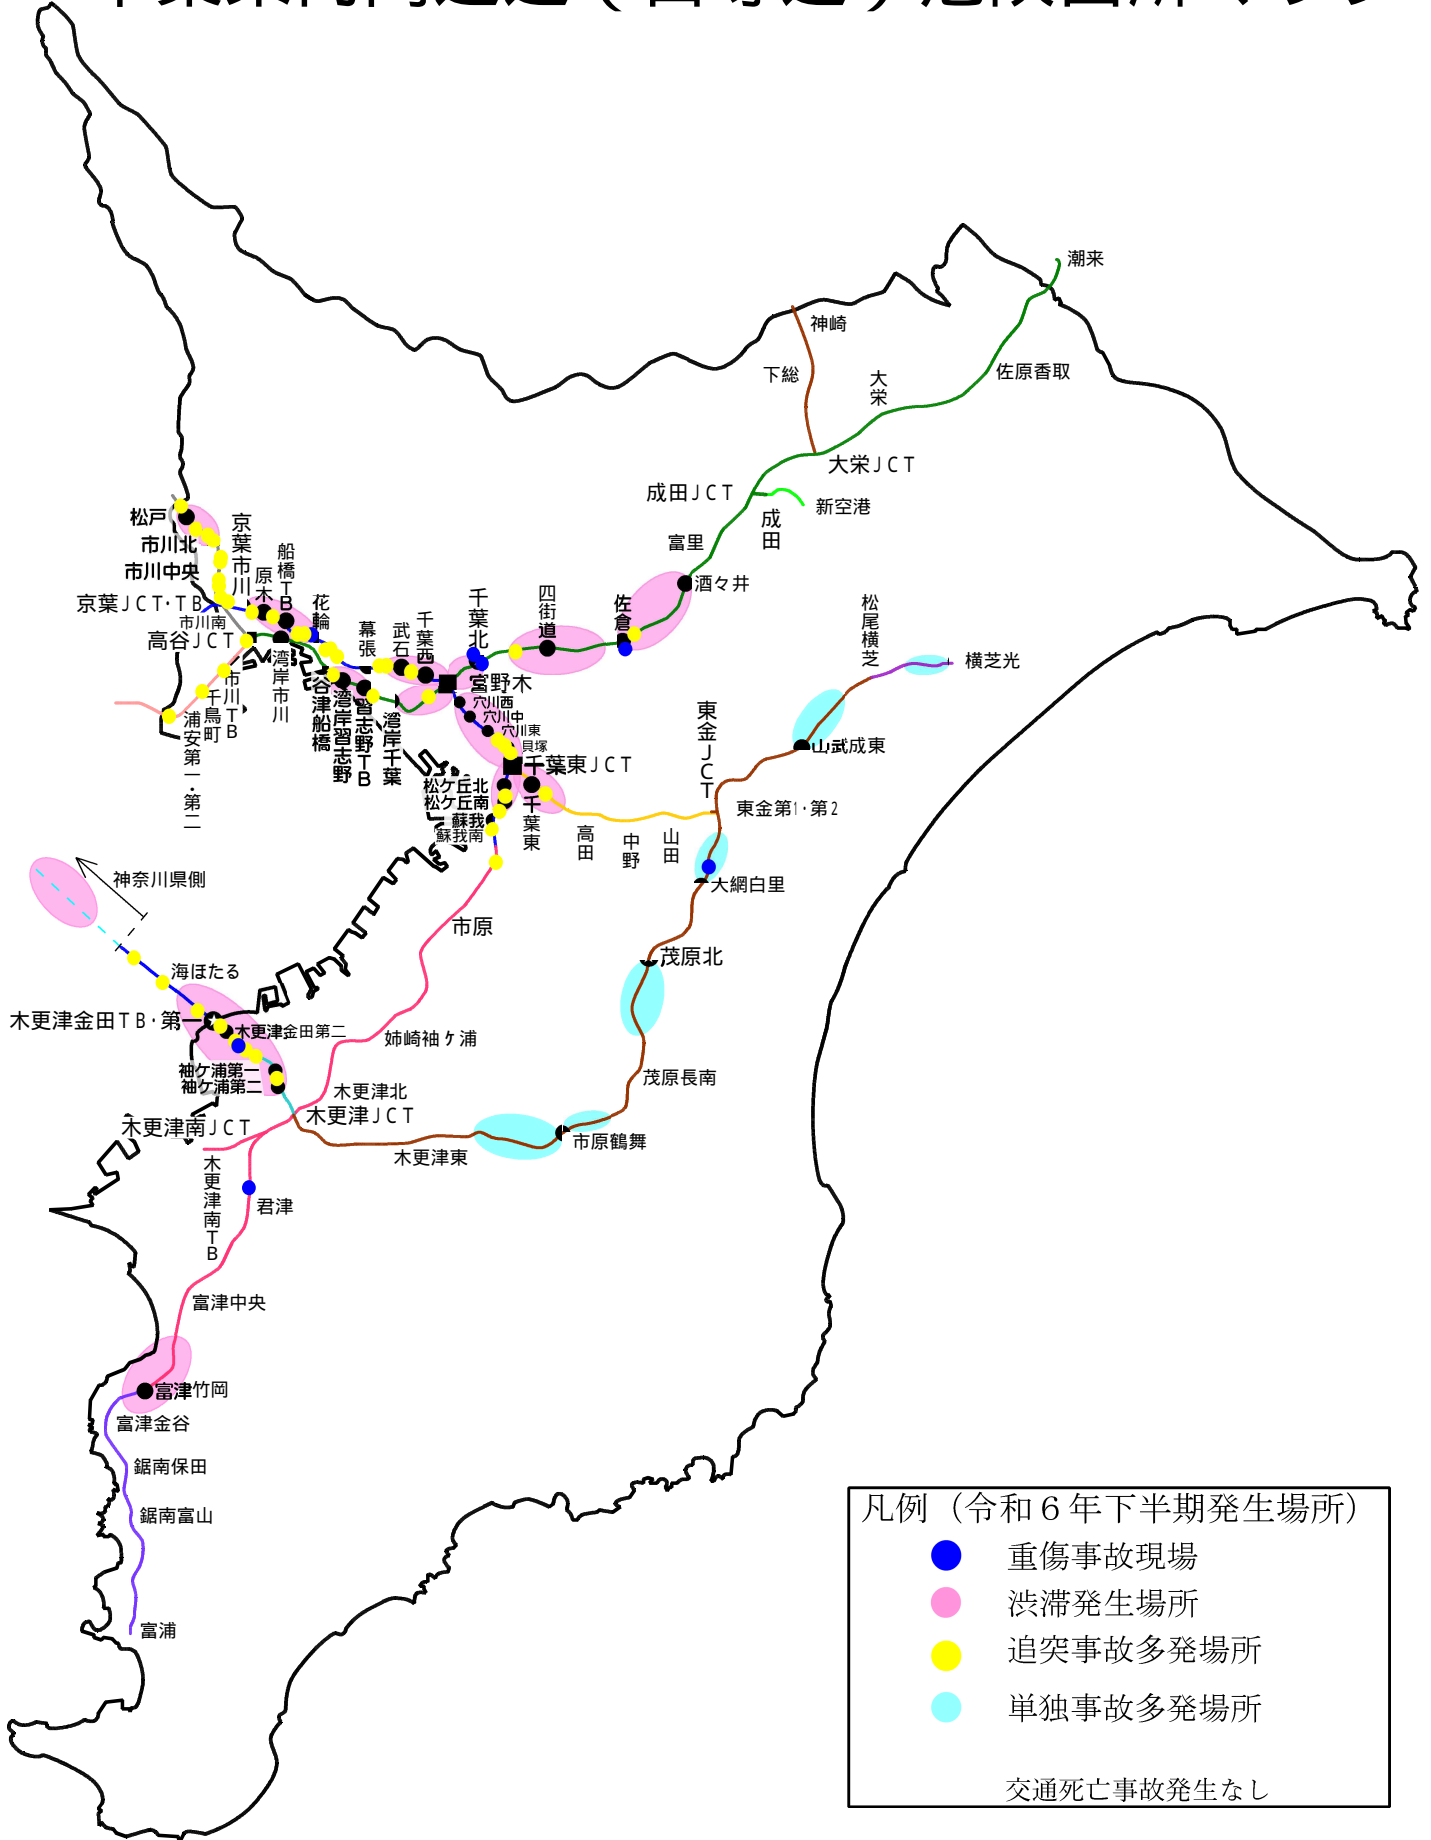 潮来
神崎
下総
大栄
佐原香取
大栄JCT
成田JCT
新空港
成田
富里
酒々井
松戸
市川北
市川中央
京葉市川
京葉JCT・TB
市川南
高谷JCT
原木
船橋TB
花輪
幕張
武石
千葉西
千葉北
四街道
佐倉
松尾横芝
横芝光
宮野木
穴川西
穴川中
穴川東
貝塚
湾岸市川
市川TB
千鳥町
浦安第一・第二
谷津船橋
湾岸習志野
習志野TB
湾岸千葉
千葉東JCT
松ケ丘北
松ケ丘南
蘇我
蘇我南
千葉東
高田
中野
山田
東金JCT
東金第1・第2
山武成東
大網白里
茂原北
茂原長南
市原鶴舞
市原
神奈川県側
海ほたる
木更津金田TB・第一
木更津金田第二
袖ケ浦第一
袖ケ浦第二
姉崎袖ケ浦
木更津北
木更津JCT
木更津南JCT
木更津東
木更津南TB
君津
富津中央
富津竹岡
富津金谷
鋸南保田
鋸南富山
富浦
凡例（令和６年下半期発生場所）
重傷事故現場
渋滞発生場所
追突事故多発場所
単独事故多発場所
交通死亡事故発生なし